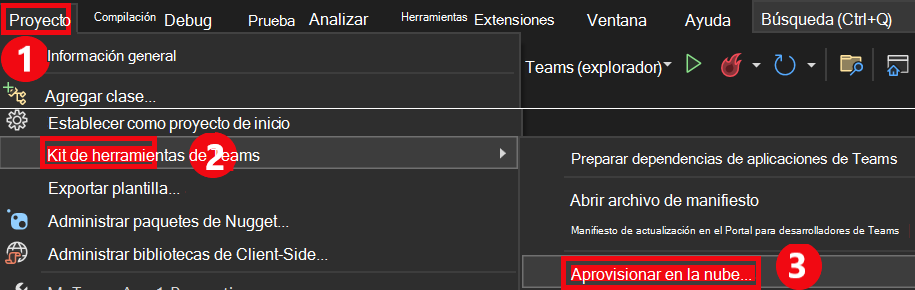 Proyecto Compilación Debug Prueba Analizar Herramientas Extensiones Ventana Ayuda Búsqueda (Ctrl+Q)
1
Información general
Teams (explorador)
Agregar clase...
Establecer como proyecto de inicio
Kit de herramientas de Teams
2
Exportar plantilla...
Administrar paquetes de Nugget...
Administrar bibliotecas de Client-Side...
Preparar dependencias de aplicaciones de Teams
Abrir archivo de manifiesto
Manifiesto de actualización en el Portal para desarrolladores de Teams
Aprovisionar en la nube...
3